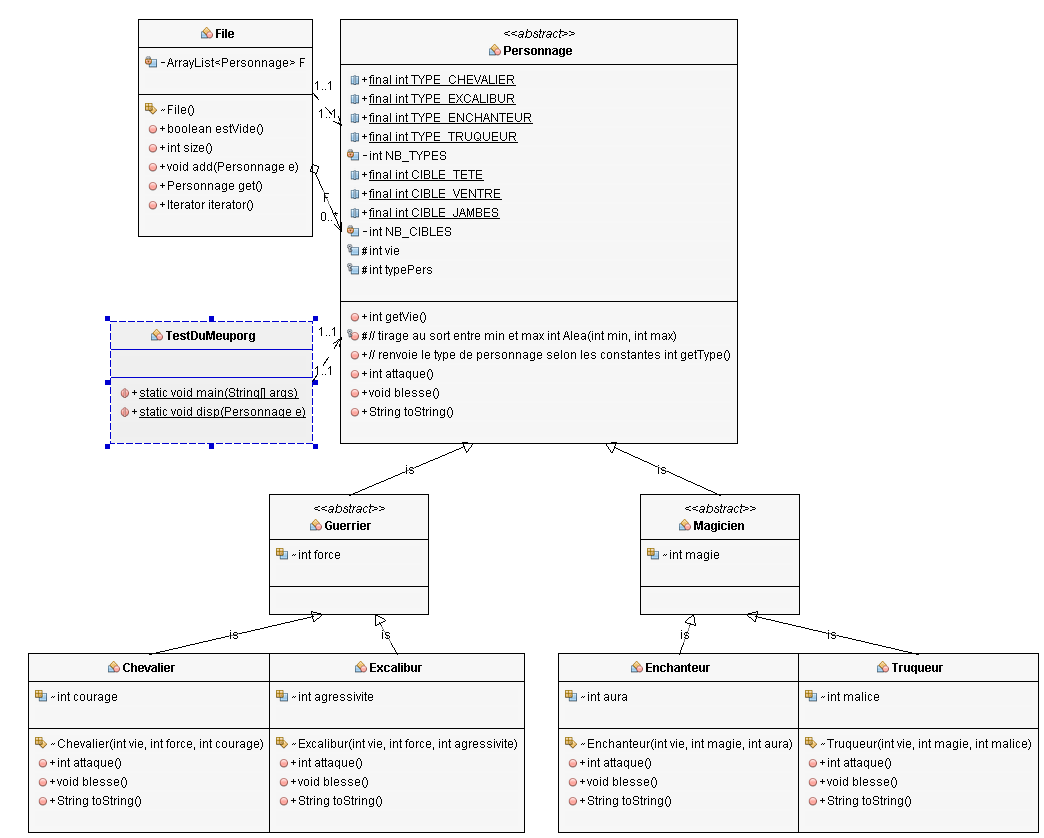 File
-ArrayList<Personnage> F
~File()
+boolean estVide()
+int size()
+void add(Personnage e)
+Personnage get()
+Iterator iterator()
1..1
1..1
F
0..*
<<abstract>>
Personnage
+final int TYPE_CHEVALIER
+final int TYPE_EXCALIBUR
+final int TYPE_ENCHANTEUR
+final int TYPE_TRUQUEUR
-int NB_TYPES
+final int CIBLE_TETE
+final int CIBLE_VENTRE
+final int CIBLE_JAMBES
-int NB_CIBLES
#int vie
#int typePers
+int getVie()
#// tirage au sort entre min et max int Alea(int min, int max)
+// renvoie le type de personnage selon les constantes int getType()
+int attaque()
+void blesse()
+String toString()
TestDuMeuporg
+static void main(String[] args)
+static void disp(Personnage e)
1..1
1..1
is
is
<<abstract>>
Guerrier
~int force
<<abstract>>
Magicien
~int magie
is
is
is
is
Chevalier
~int courage
~Chevalier(int vie, int force, int courage)
+int attaque()
+void blesse()
+String toString()
Excalibur
~int agressivite
~Excalibur(int vie, int force, int agressivite)
+int attaque()
+void blesse()
+String toString()
Enchanteur
~int aura
~Enchanteur(int vie, int magie, int aura)
+int attaque()
+void blesse()
+String toString()
Truqueur
~int malice
~Truqueur(int vie, int magie, int malice)
+int attaque()
+void blesse()
+String toString()